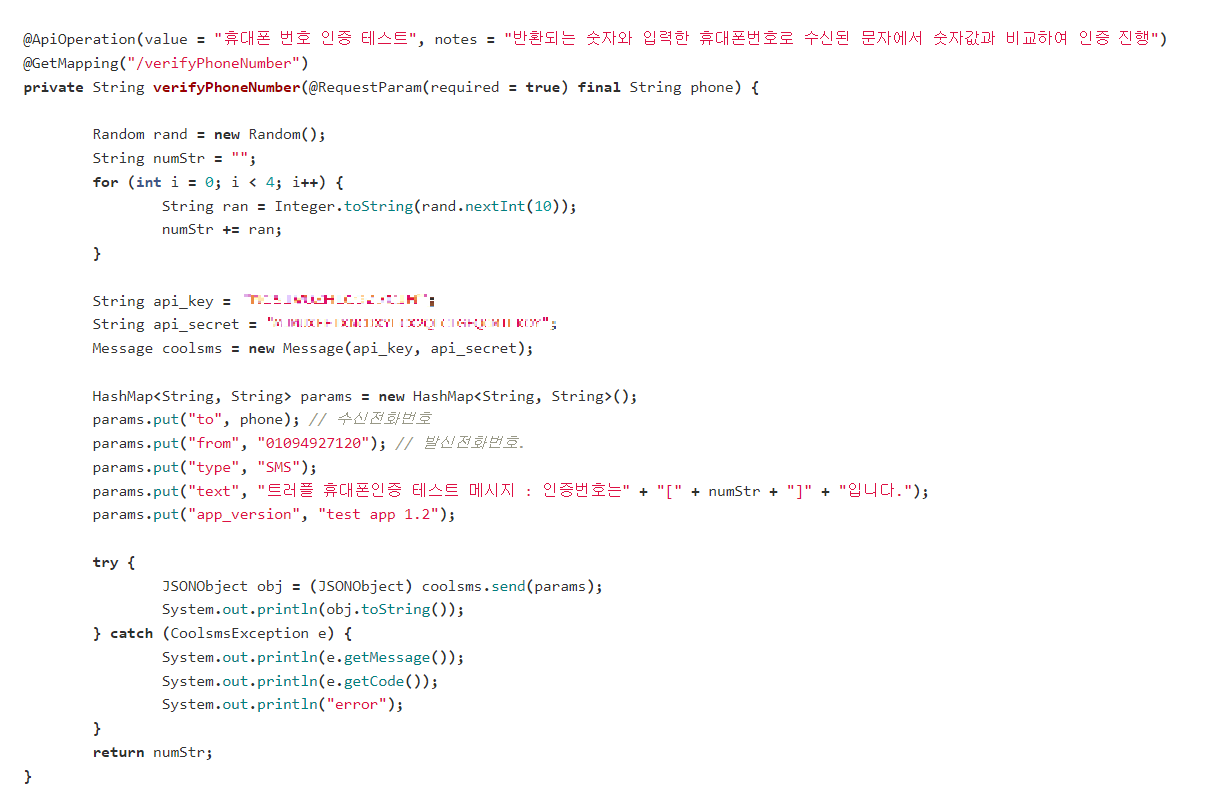 @ApiOperation(value = "휴대폰 번호 인증 테스트", notes = "반환되는 숫자와 입력한 휴대폰번호로 수신된 문자에서 숫자값과 비교하여 인증 진행")
@GetMapping("/verifyPhoneNumber")
private String verifyPhoneNumber(@RequestParam(required = true) final String phone) {
Random rand = new Random();
String numStr = "";
for (int i = 0; i < 4; i++) {
String ran = Integer.toString(rand.nextInt(10));
numStr += ran;
}
String api_key = ;
String api_secret = "";
Message coolsms = new Message(api_key, api_secret);
HashMap<String, String> params = new HashMap<String, String>();
params.put("to", phone); // 수신전화번호
params.put("from", "01094927120"); // 발신전화번호.
params.put("type", "SMS");
params.put("text", "트러플 휴대폰인증 테스트 메시지 : 인증번호는" + "[" + numStr + "]" + "입니다.");
params.put("app_version", "test app 1.2");
try {
JSONObject obj = (JSONObject) coolsms.send(params);
System.out.println(obj.toString());
} catch (CoolsmsException e) {
System.out.println(e.getMessage());
System.out.println(e.getCode());
System.out.println("error");
}
return numStr;
}